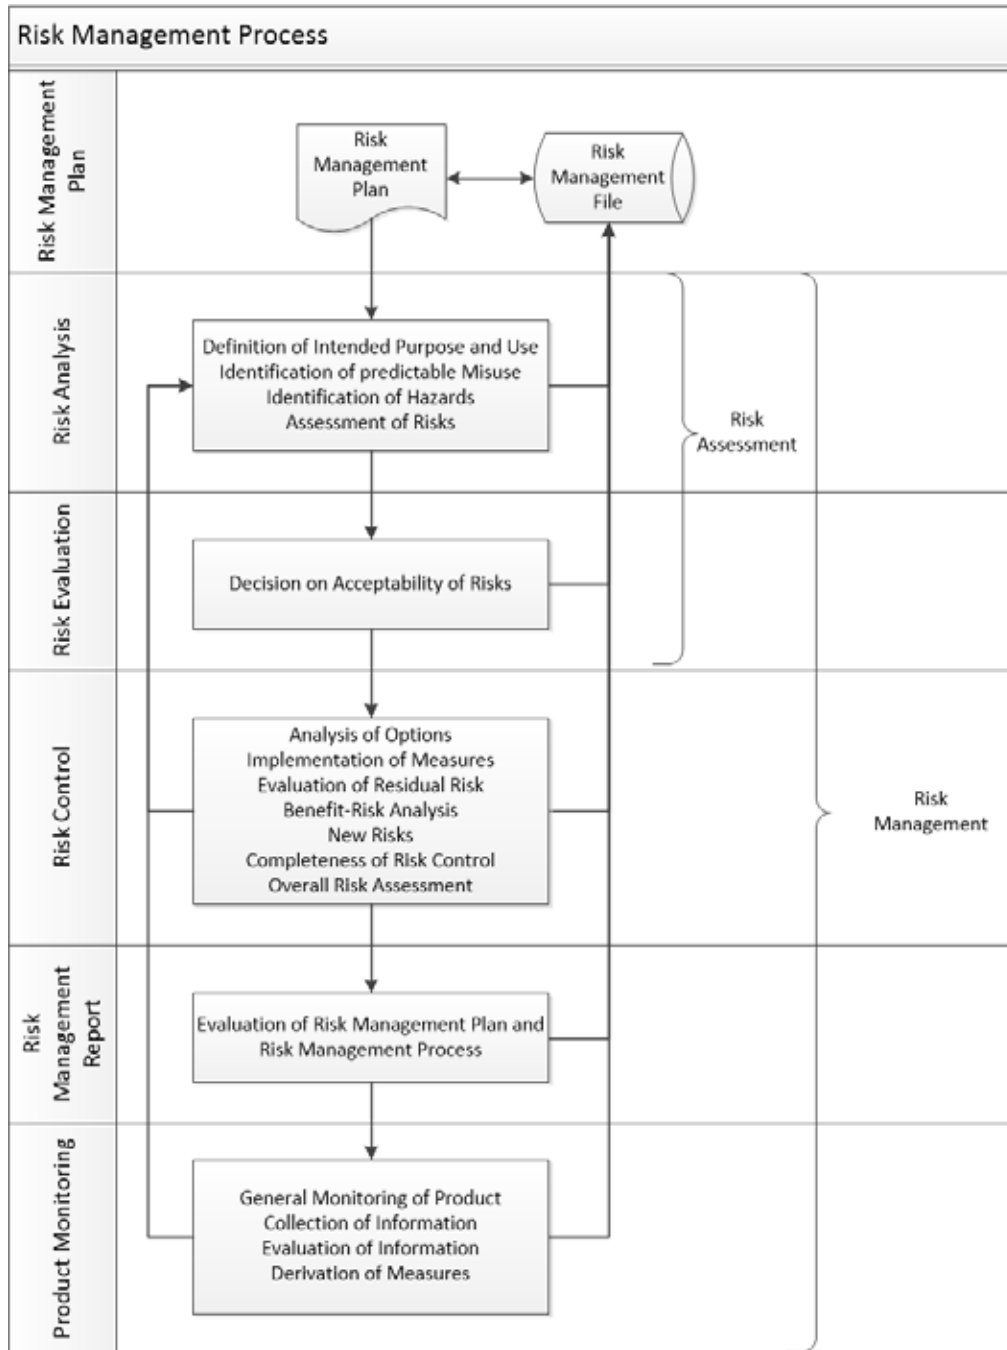 Risk Management Process
Risk Management
Plan
Risk
Management
Plan
Risk
Management
File
Risk Analysis
Definition of Intended Purpose and Use
Identification of predictable Misuse
Identification of Hazards
Assessment of Risks
Risk
Assessment
Risk Evaluation
Decision on Acceptability of Risks
Risk Control
Analysis of Options
Implementation of Measures
Evaluation of Residual Risk
Benefit-Risk Analysis
New Risks
Completeness of Risk Control
Overall Risk Assessment
Risk
Management
Risk
Management
Report
Evaluation of Risk Management Plan and
Risk Management Process
Product Monitoring
General Monitoring of Product
Collection of Information
Evaluation of Information
Derivation of Measures